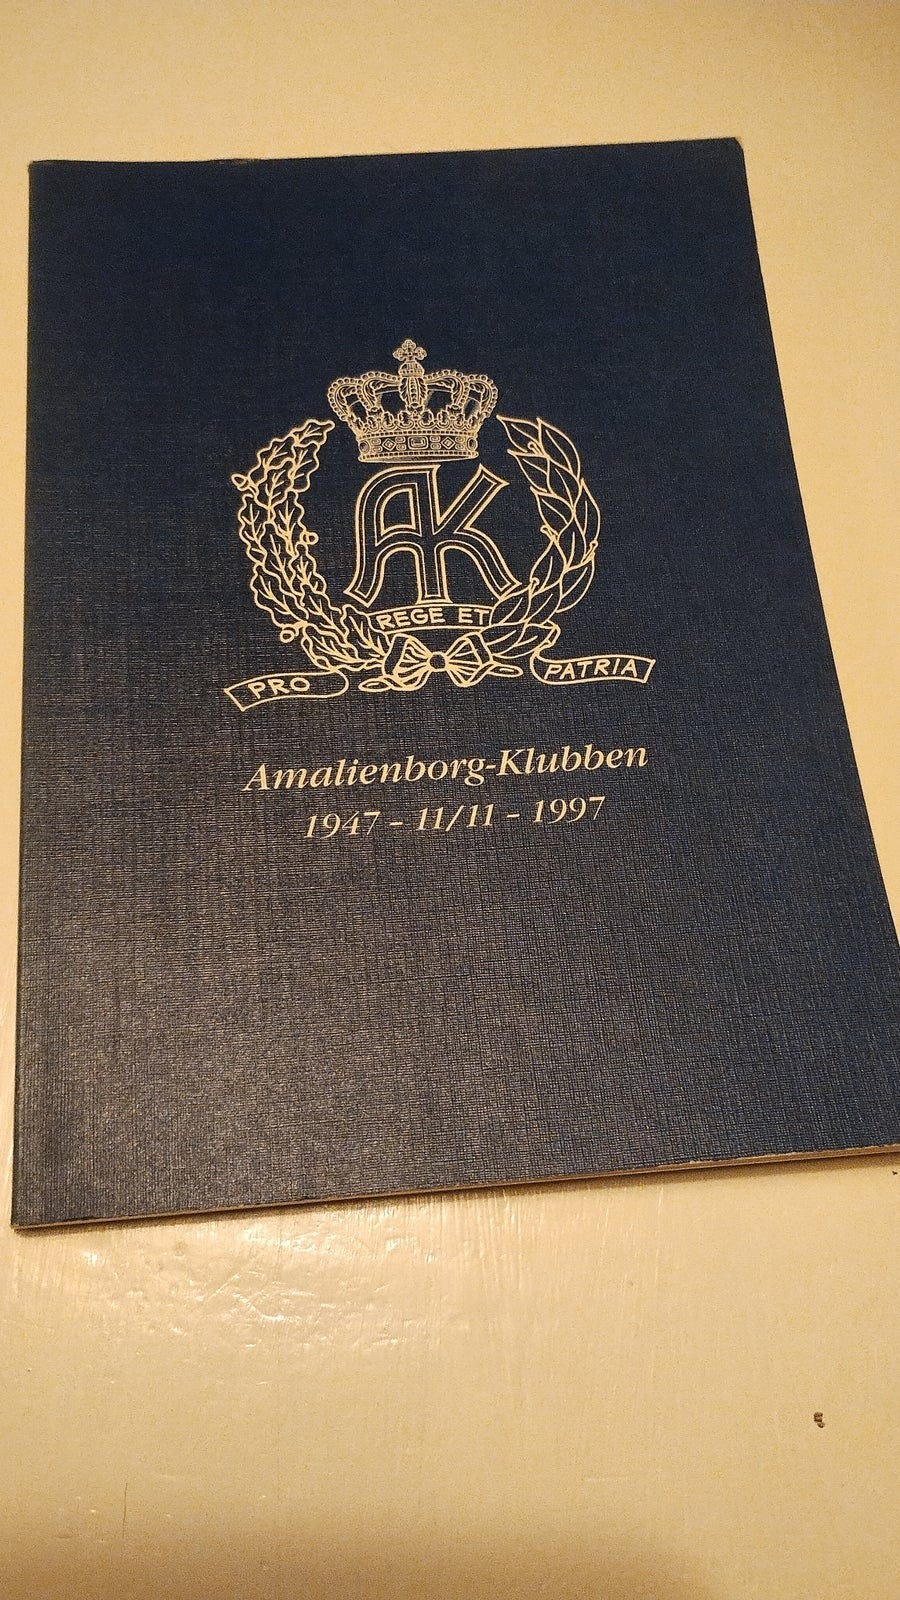 AK
PRO REGE ET PATRIA
Amalienborg-Klubben
1947 - 11/11 - 1997